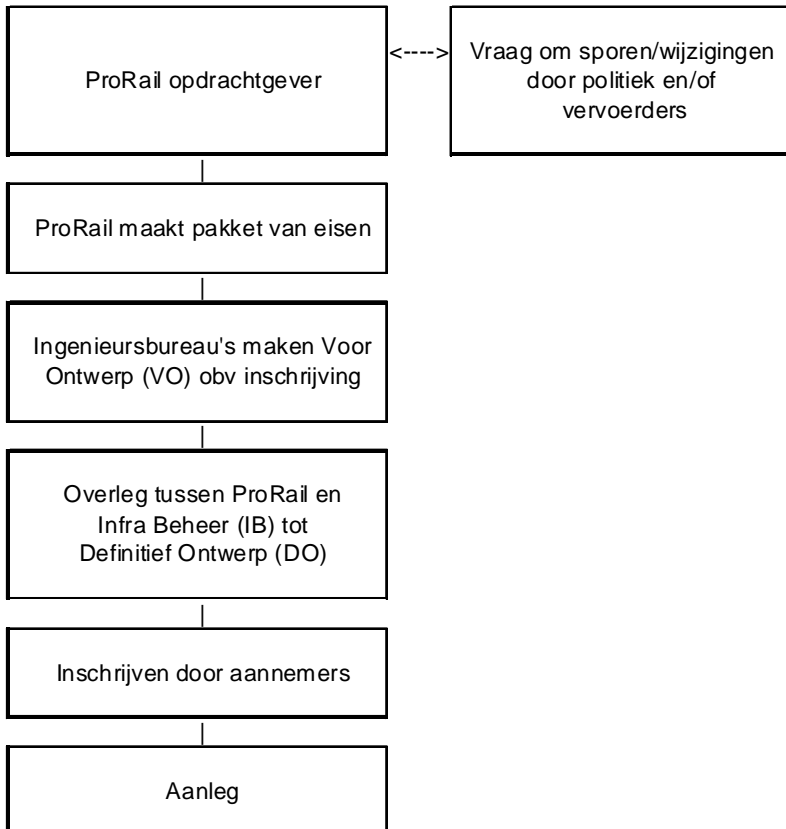 ProRail opdrachtgever
<---->
Vraag om sporen/wijzigingen
door politiek en/of
vervoerders
ProRail maakt pakket van eisen
Ingenieursbureau's maken Voor
Ontwerp (VO) obv inschrijving
Overleg tussen ProRail en
Infra Beheer (IB) tot
Definitief Ontwerp (DO)
Inschrijven door aannemers
Aanleg